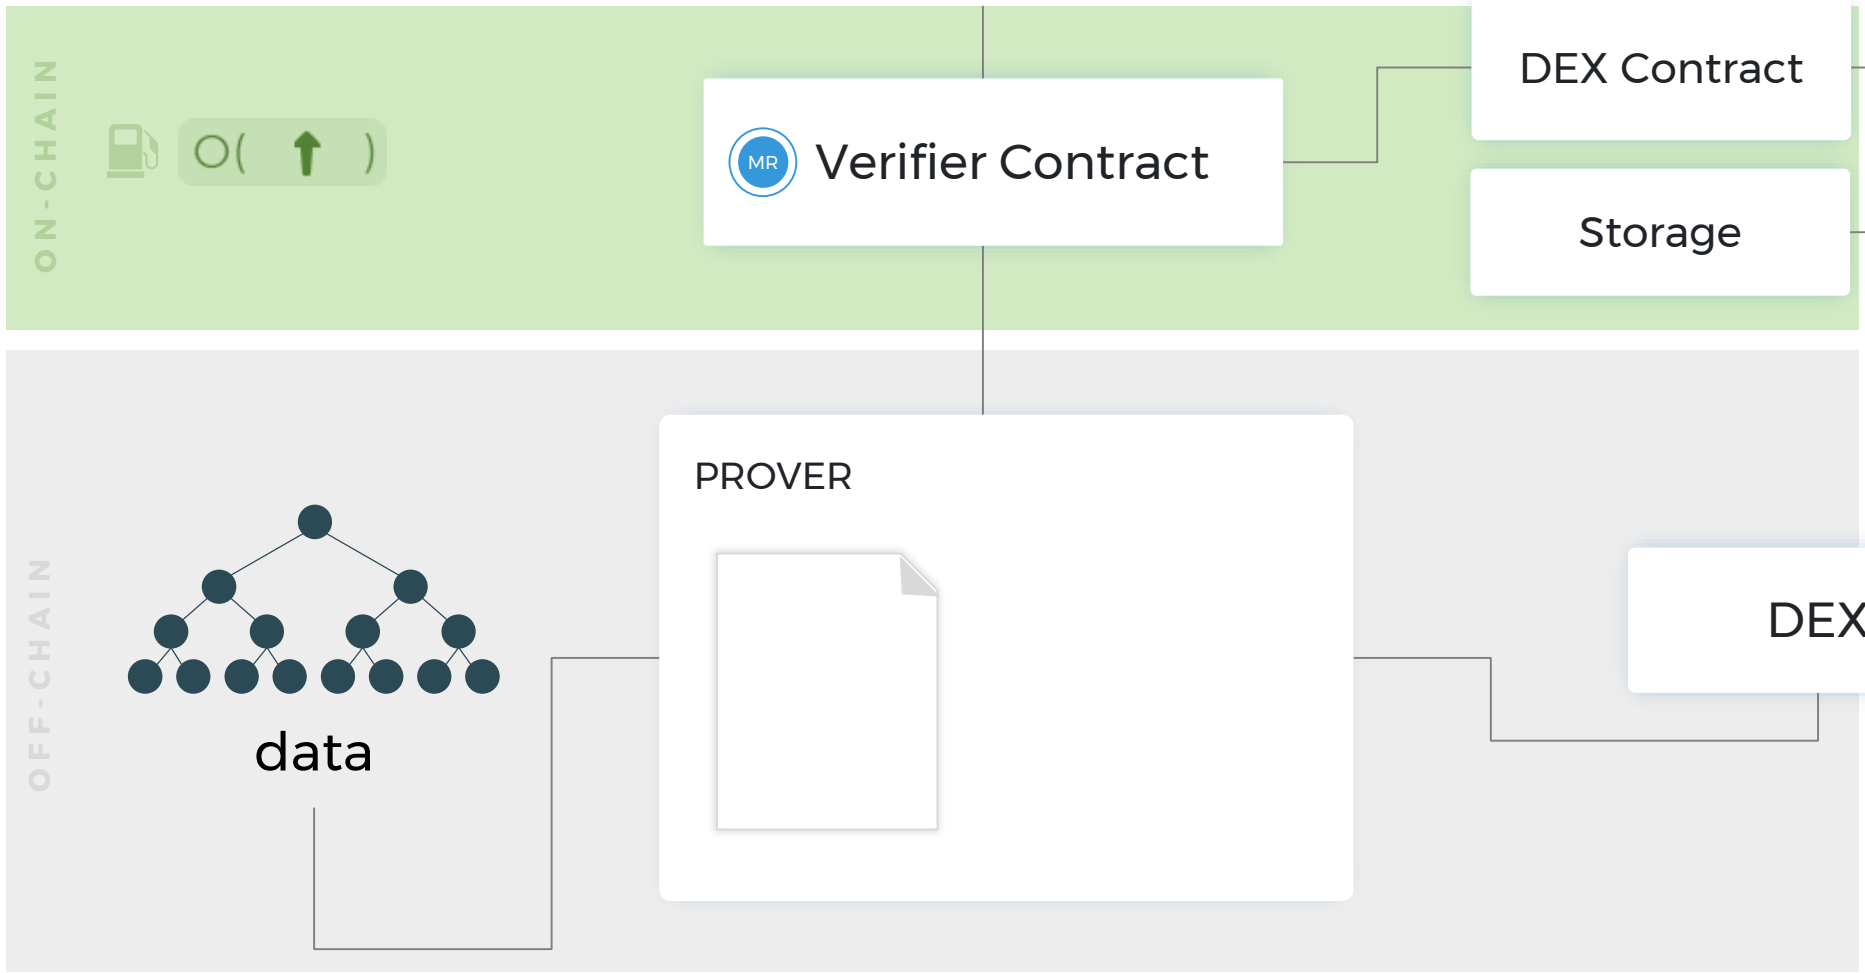 ON-CHAIN
O( )
MR
Verifier Contract
DEX Contract
Storage
OFF-CHAIN
PROVER
DEX
data